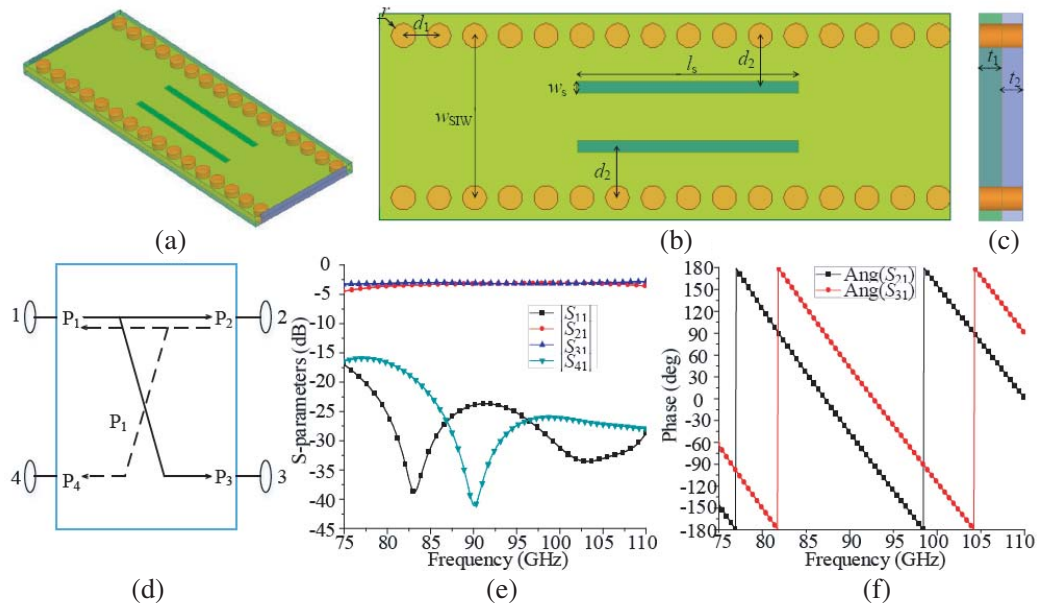 (a)
r
d1
ls
d2
ws
wSIW
d2
(b)
t1
t2
(c)
1
P1
P2
2
P1
4
P4
P3
3
(d)
S-parameters (dB)
0
-5
-10
-15
-20
-25
-30
-35
-40
-45
|S11|
|S21|
|S31|
|S41|
75 80 85 90 95 100 105 110
Frequency (GHz)
(e)
Phase (deg)
180
150
120
90
60
30
0
-30
-60
-90
-120
-150
-180
Ang(S21)
Ang(S31)
75 80 85 90 95 100 105 110
Frequency (GHz)
(f)